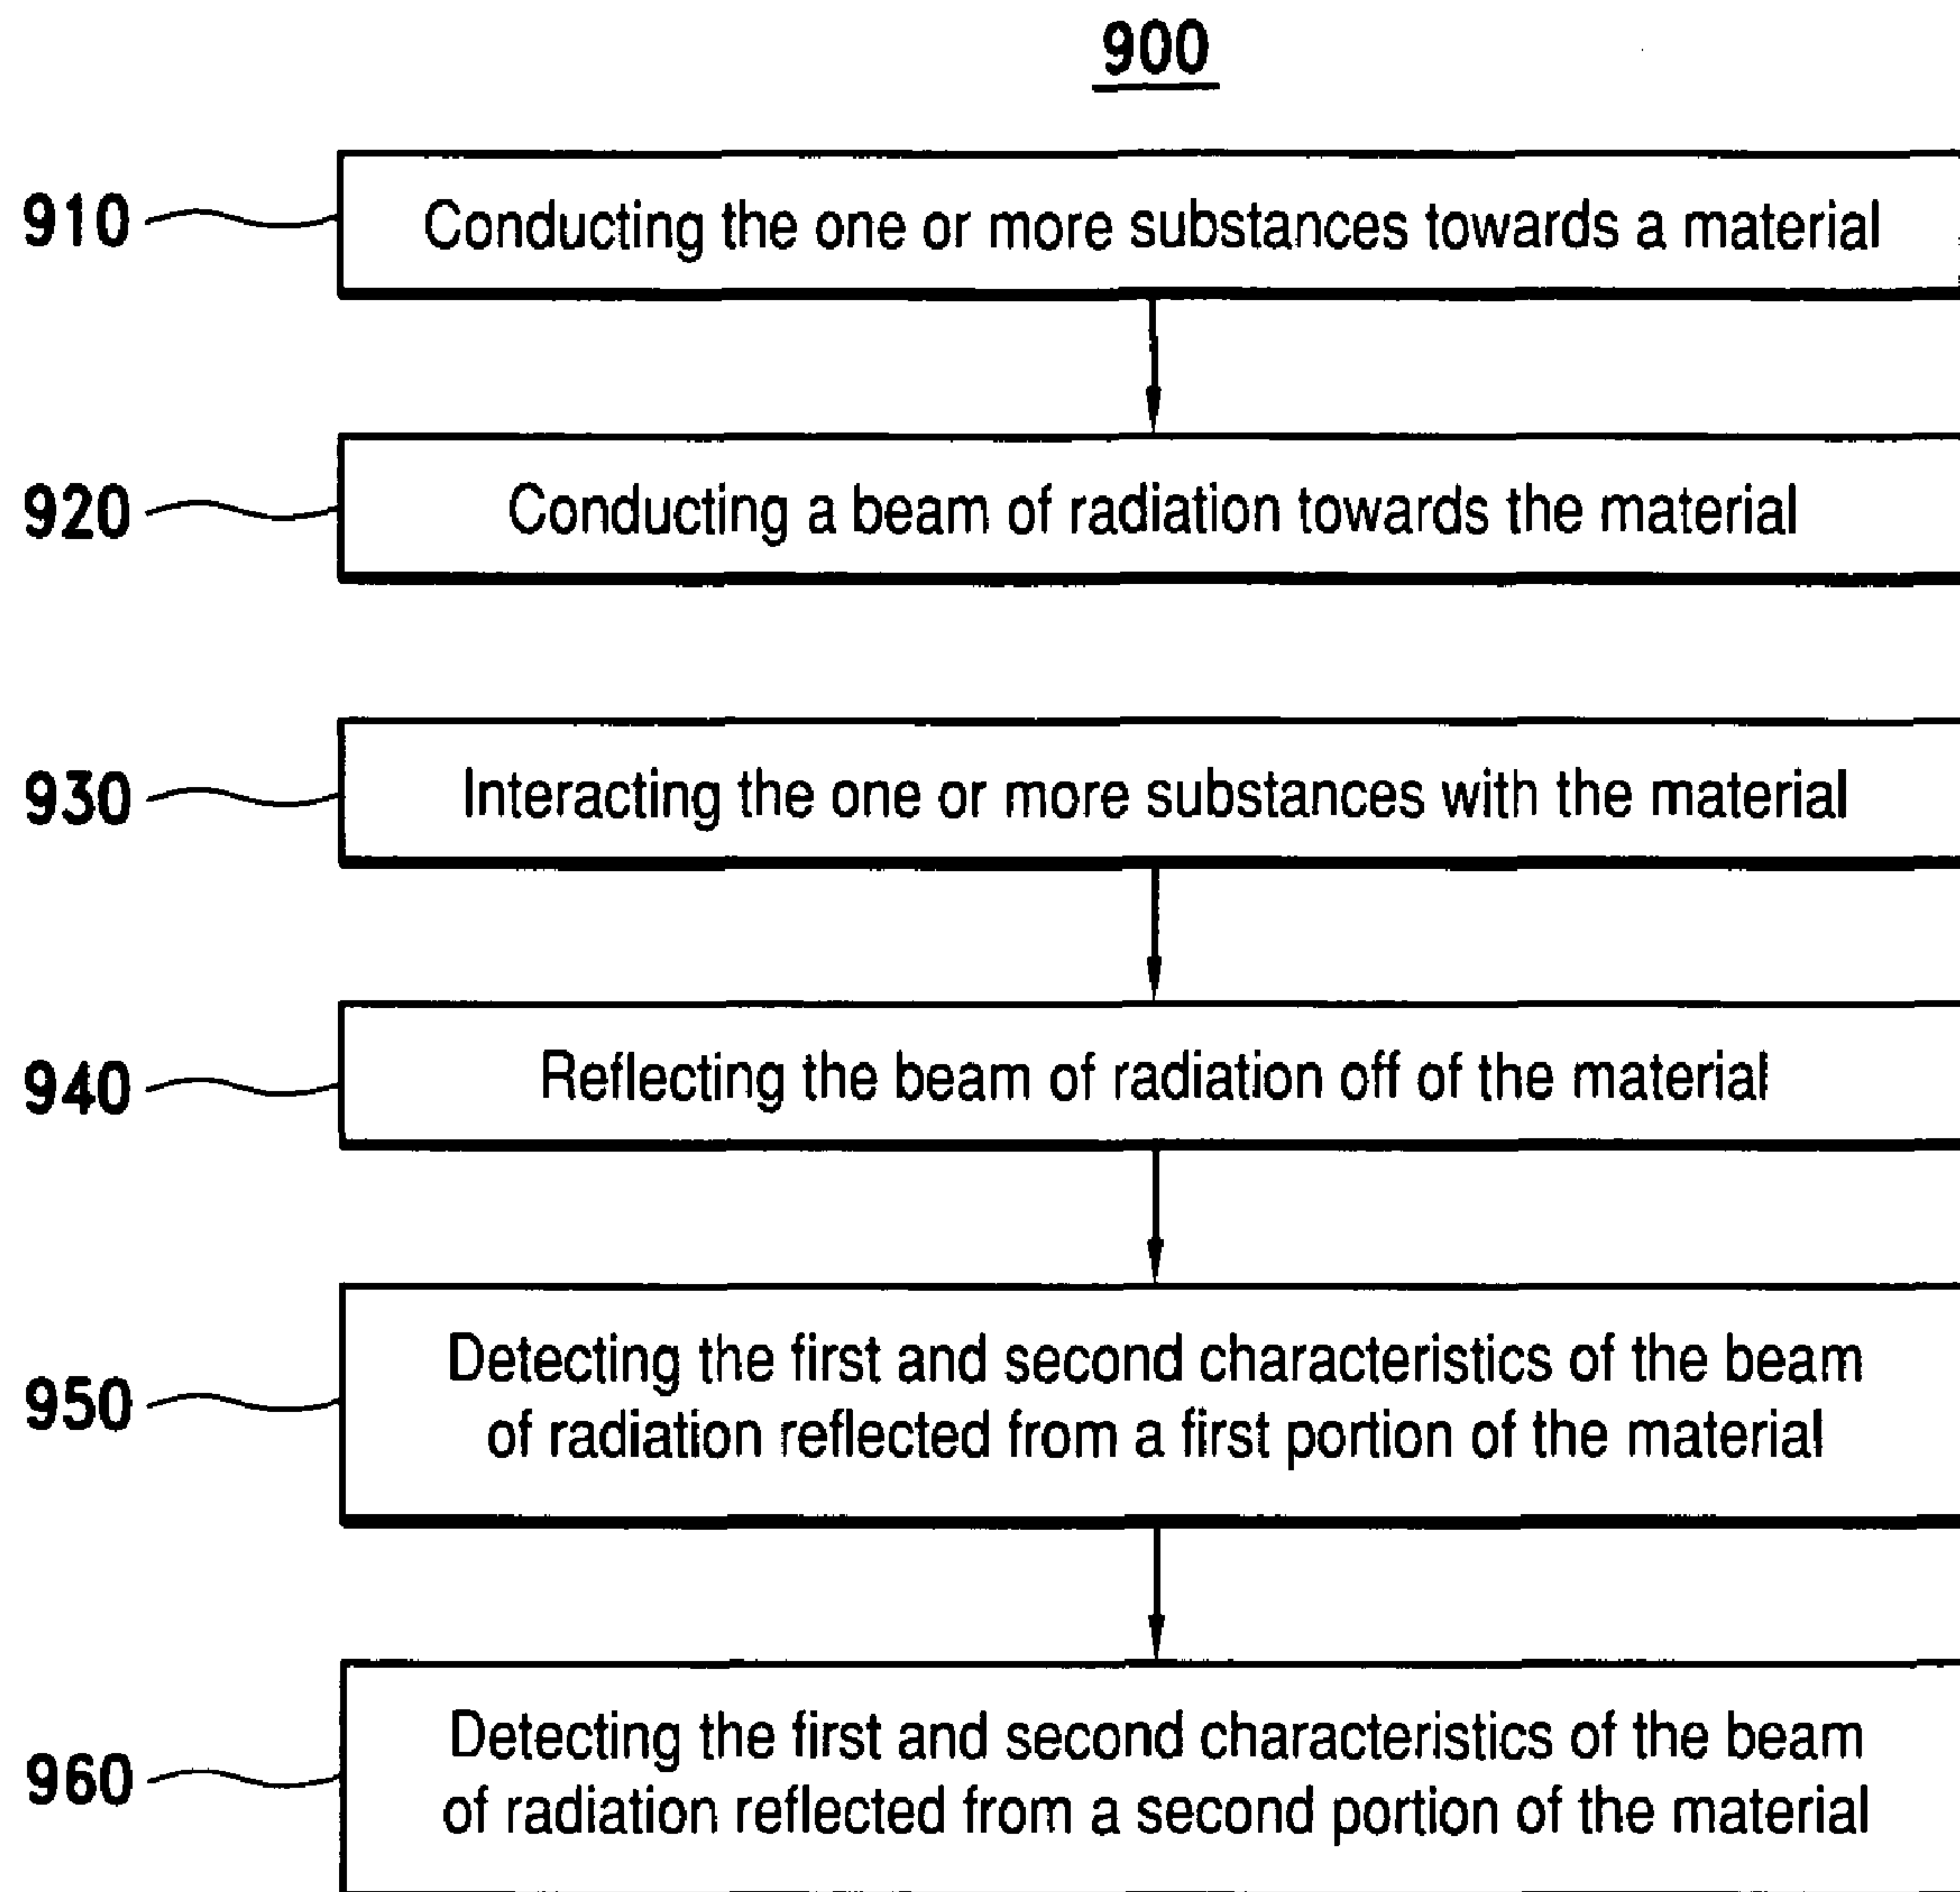 900
910 Conducting the one or more substances towards a material
920 Conducting a beam of radiation towards the material
930 Interacting the one or more substances with the material
940 Reflecting the beam of radiation off of the material
950 Detecting the first and second characteristics of the beam
of radiation reflected from a first portion of the material
960 Detecting the first and second characteristics of the beam
of radiation reflected from a second portion of the material